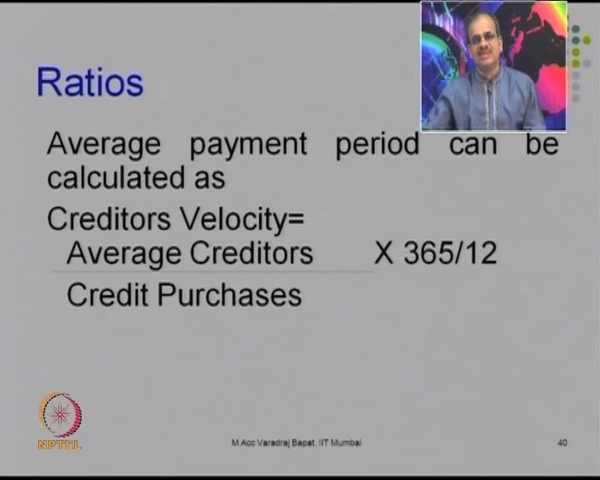 Ratios
Average payment period can be
calculated as
Creditors Velocity=
Average Creditors X 365/12
Credit Purchases
NPTEL
M Acc Varadraj Bapat, IIT Mumbai
40